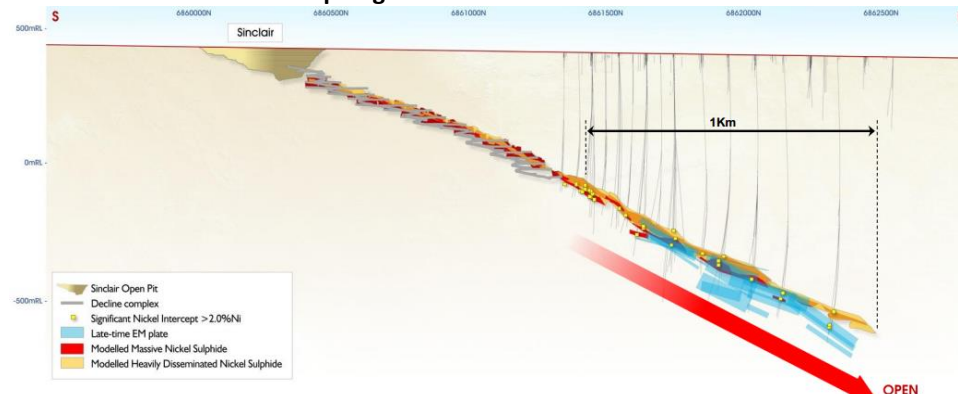 S
6860000N
6860500N
6861000N
6861500N
6862000N
6862500N
500mRL
Sinclair
1Km
0mRL
-500mRL
Sinclair Open Pit
Decline complex
Significant Nickel Intercept >2.0%Ni
Late-time EM plate
Modelled Massive Nickel Sulphide
Modelled Heavily Disseminated Nickel Sulphide
OPEN